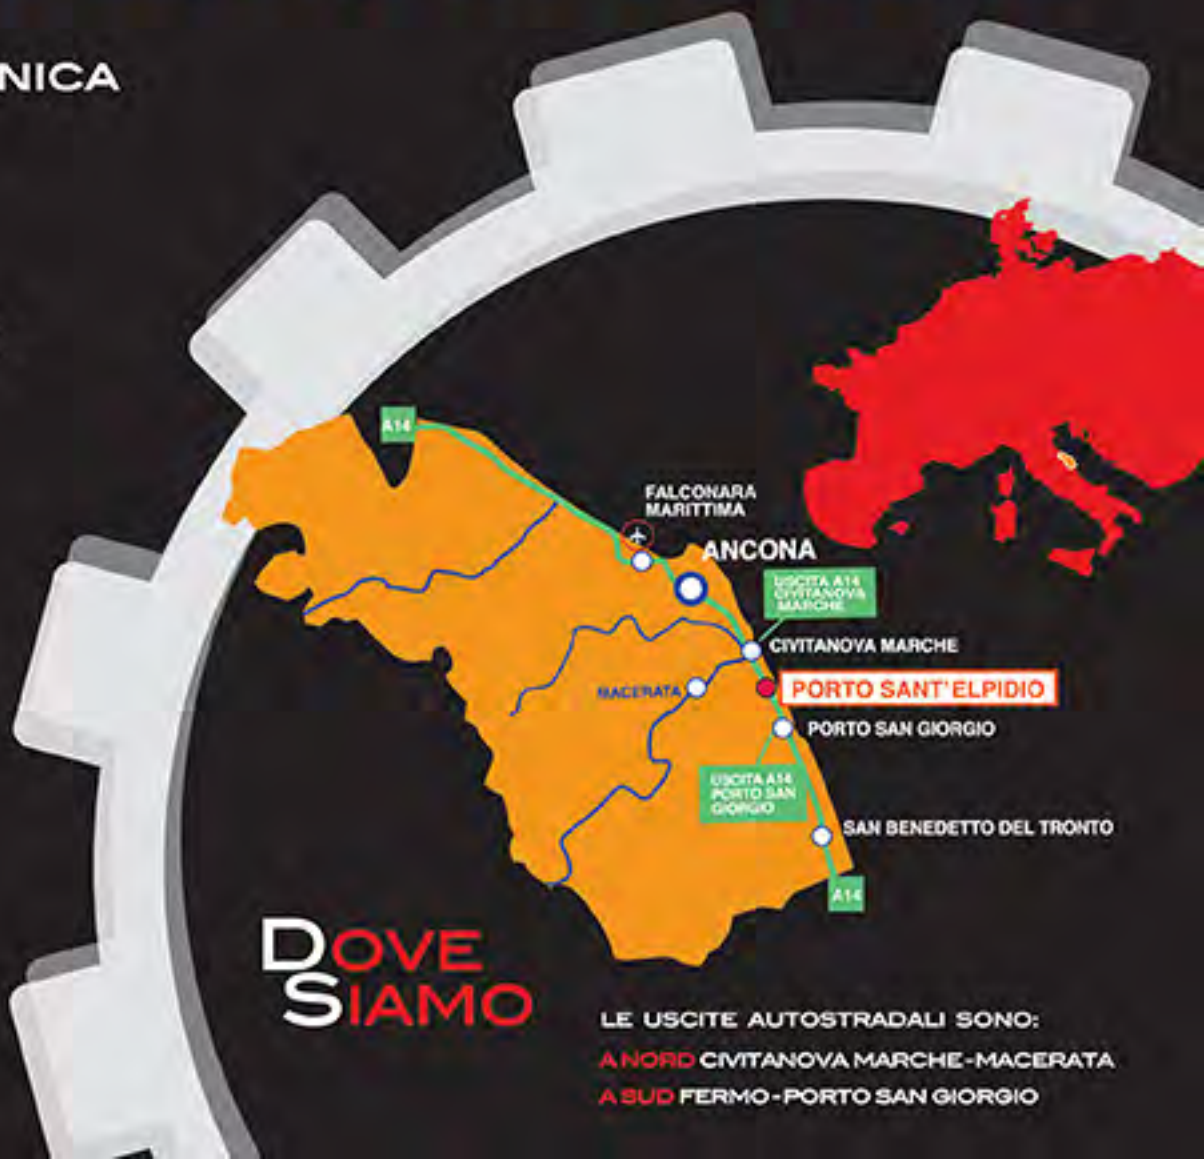 NICA
A14
FALCONARA
MARITTIMA
ANCONA
USCITA A14
CIVITANOVA
MARCHE
CIVITANOVA MARCHE
MACERATA
PORTO SANT'ELPIDIO
PORTO SAN GIORGIO
USCITA A14
PORTO SAN
GIORGIO
SAN BENEDETTO DEL TRONTO
A14
DOVE
SIAMO
LE USCITE AUTOSTRADALI SONO:
A NORD CIVITANOVA MARCHE-MACERATA
A SUD FERMO-PORTO SAN GIORGIO